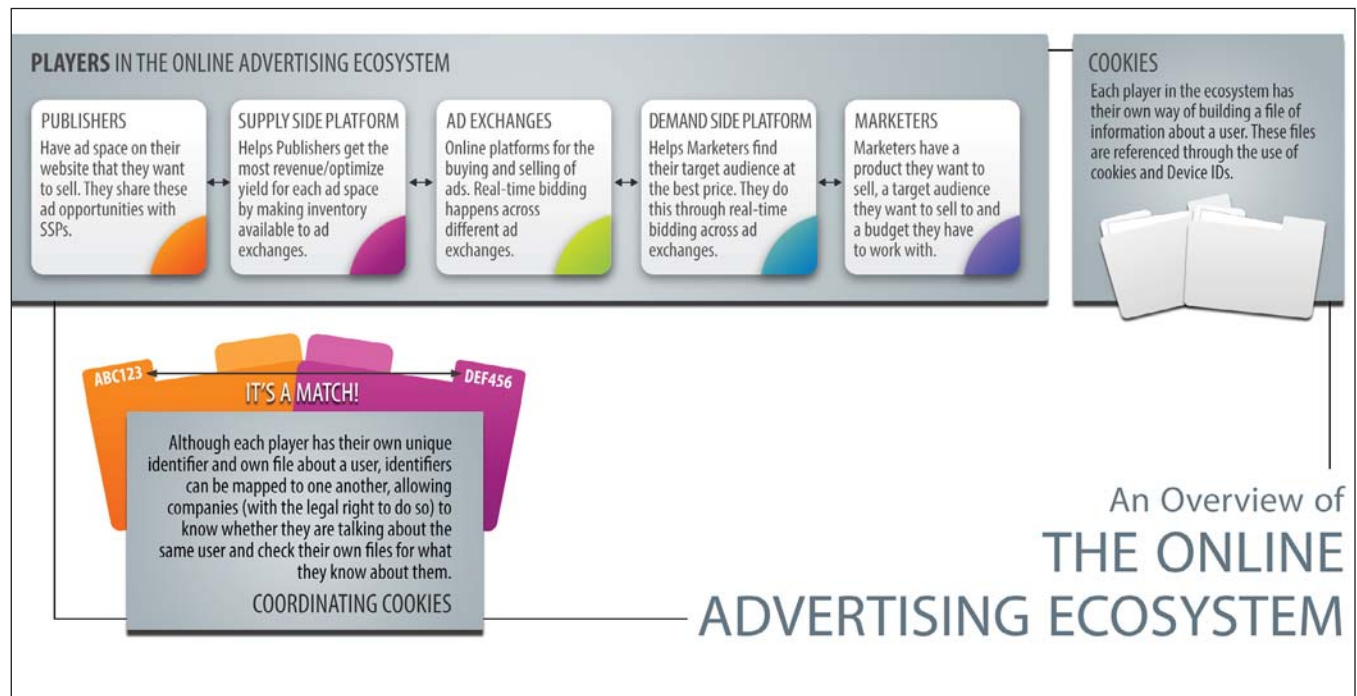 PLAYERS IN THE ONLINE ADVERTISING ECOSYSTEM
PUBLISHERS
Have ad space on their
website that they want
to sell. They share these
ad opportunities with
SSPs.
SUPPLY SIDE PLATFORM
Helps Publishers get the
most revenue/optimize
yield for each ad space
by making inventory
available to ad
exchanges.
AD EXCHANGES
Online platforms for the
buying and selling of
ads. Real-time bidding
happens across
different ad
exchanges.
DEMAND SIDE PLATFORM
Helps Marketers find
their target audience at
the best price. They do
this through real-time
bidding across ad
exchanges.
MARKETERS
Marketers have a
product they want to
sell, a target audience
they want to sell to and
a budget they have
to work with.
COOKIES
Each player in the ecosystem has
their own way of building a file of
information about a user. These files
are referenced through the use of
cookies and Device IDs.
ABC123
DEF456
IT'S A MATCH!
Although each player has their own unique
identifier and own file about a user, identifiers
can be mapped to one another, allowing
companies (with the legal right to do so) to
know whether they are talking about the
same user and check their own files for what
they know about them.
COORDINATING COOKIES
An Overview of
THE ONLINE
ADVERTISING ECOSYSTEM